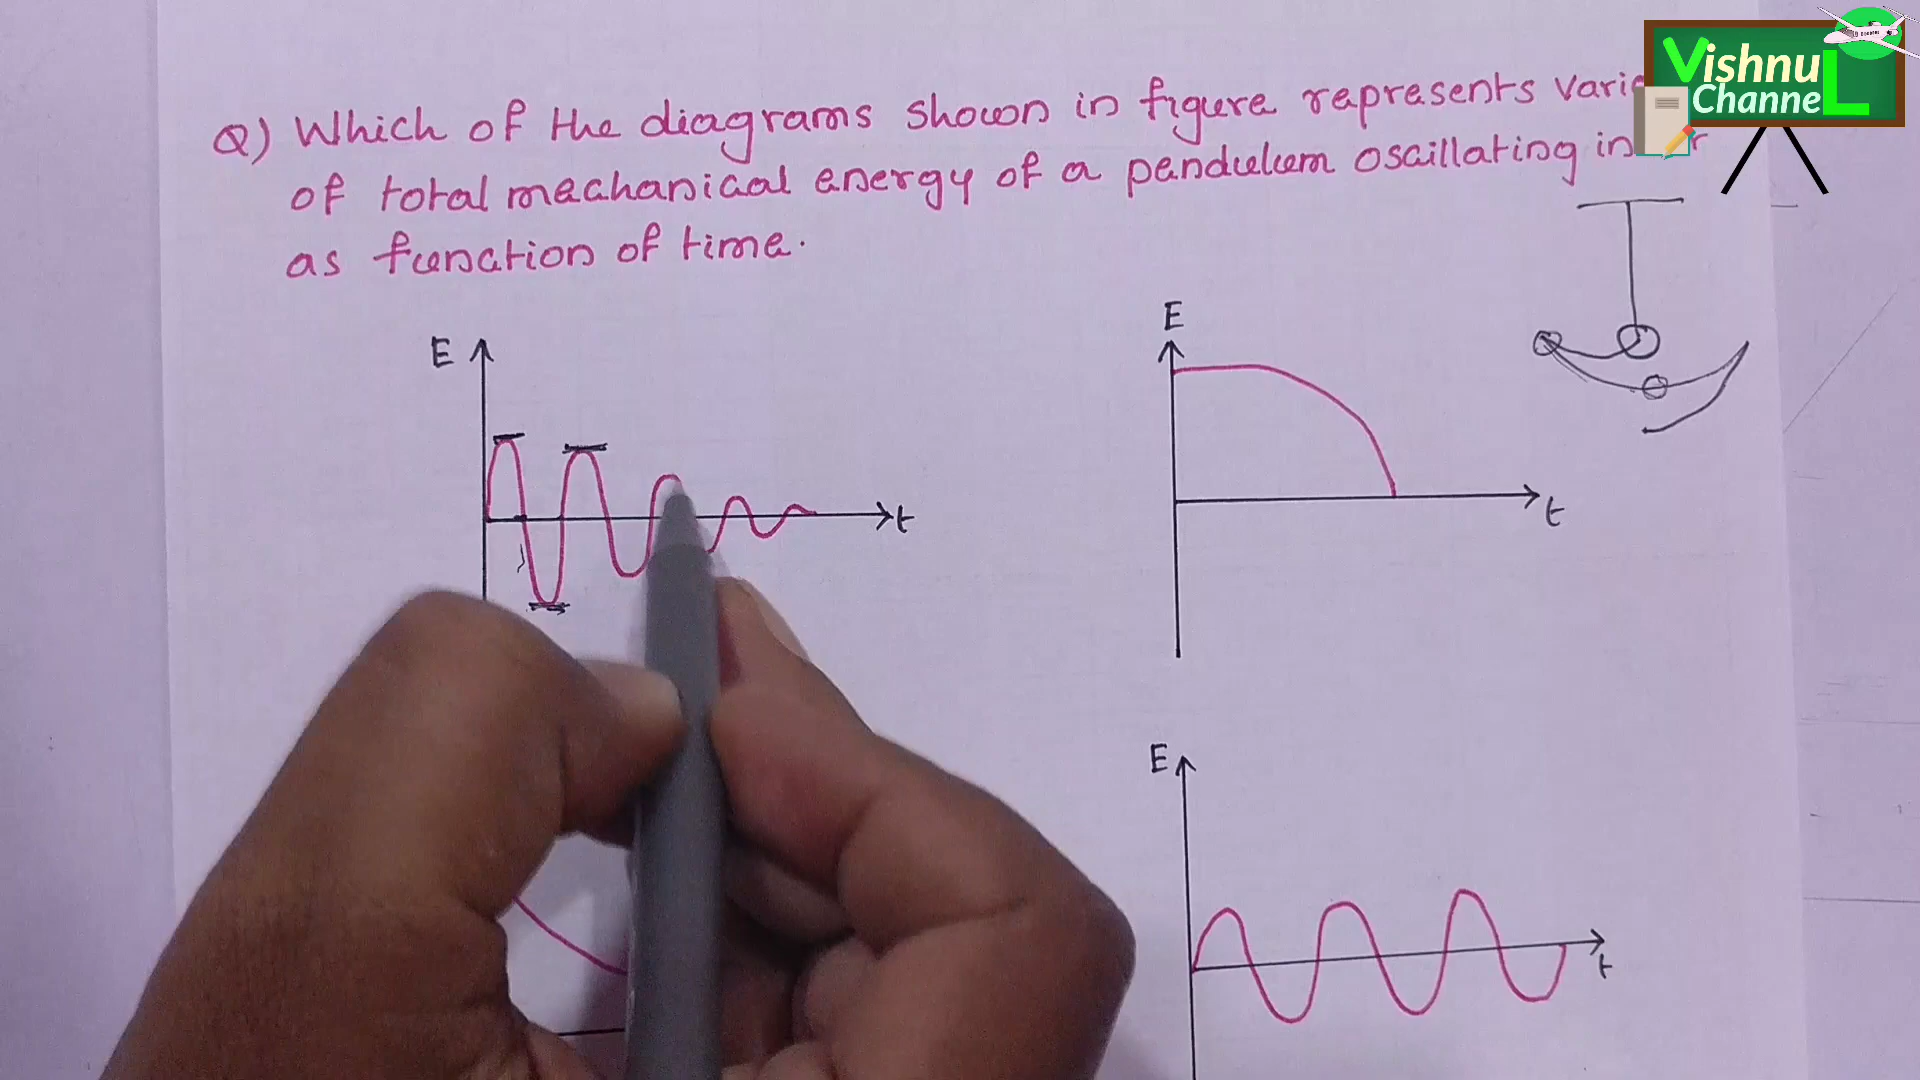 Q) Which of the diagrams shown in figure represents
of total mechanical energy of a pendulum oscillating in
as function of time.
E
t
E
t
E
t
Vishnu
ChanneL